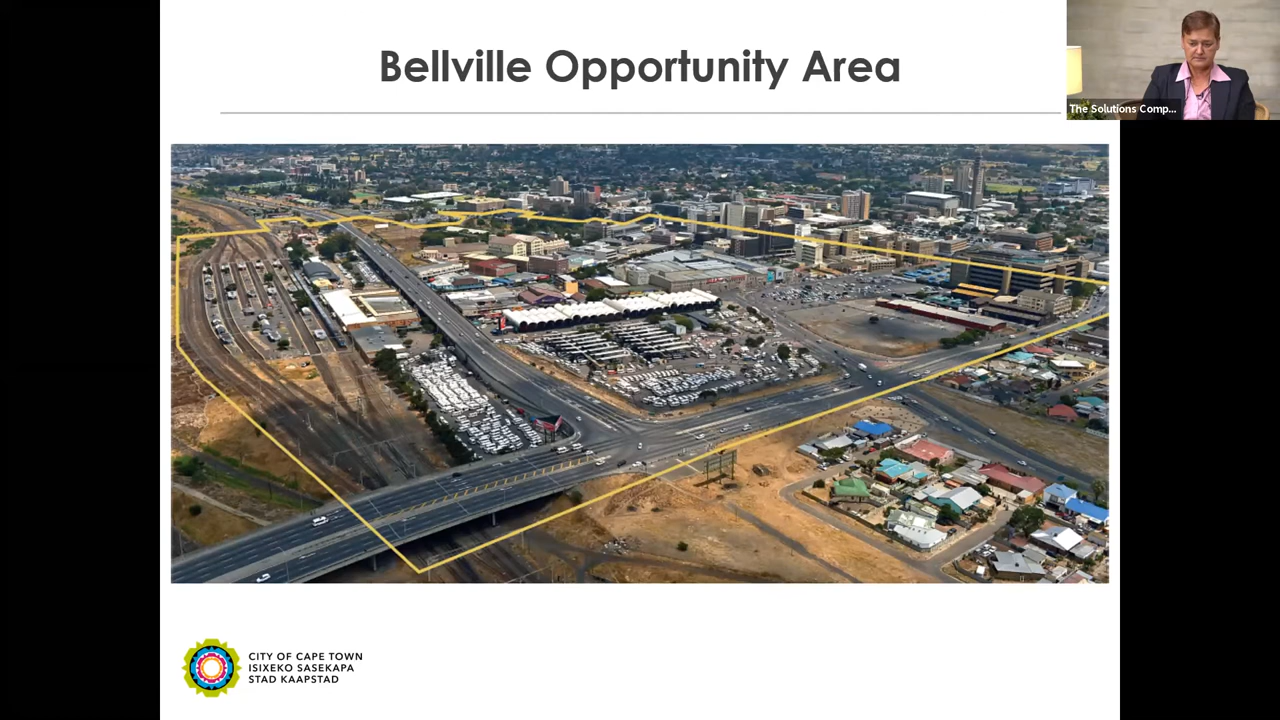 Bellville Opportunity Area
The Solutions Comp...
CITY OF CAPE TOWN
ISIXEKO SASEKAPA
STAD KAAPSTAD